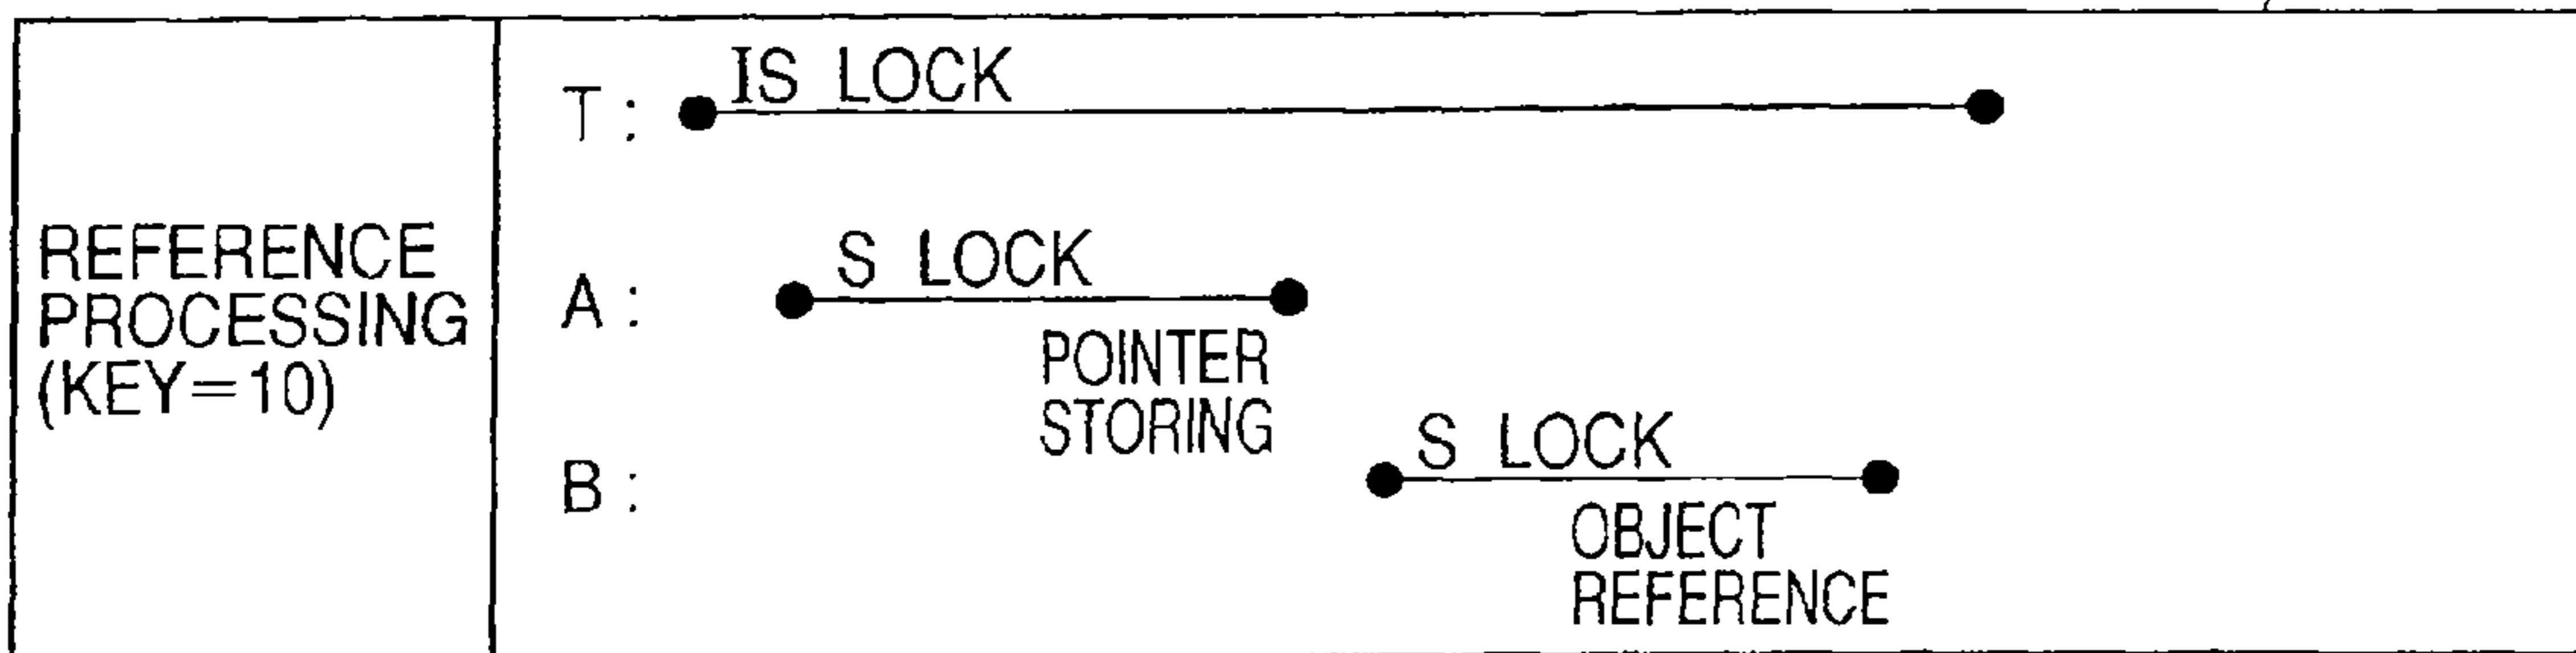 REFERENCE
PROCESSING
(KEY=10)
T: IS LOCK
A: S LOCK
POINTER
STORING
B: S LOCK
OBJECT
REFERENCE